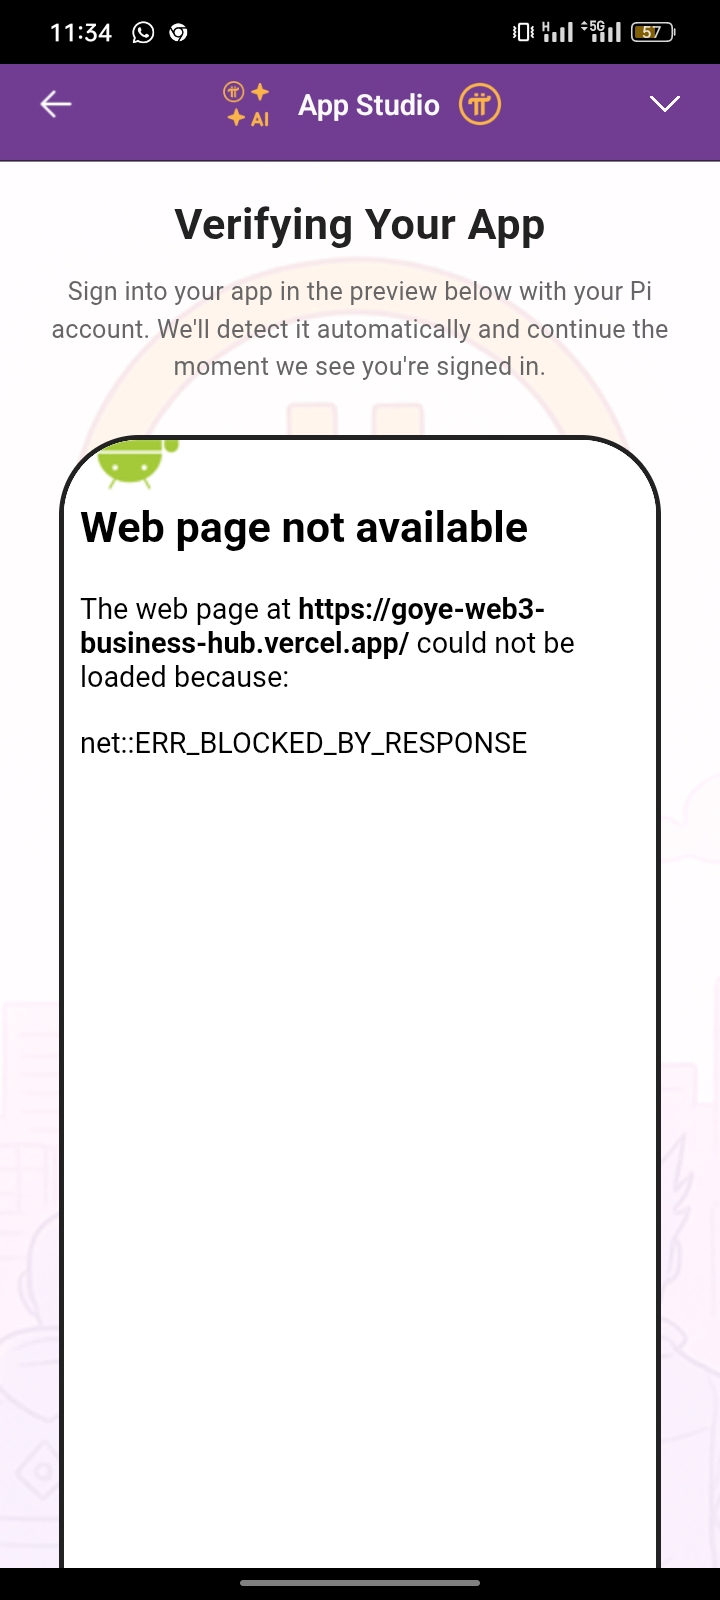 11:34
H
5G
57
AI
App Studio
Verifying Your App
Sign into your app in the preview below with your Pi
account. We'll detect it automatically and continue the
moment we see you're signed in.
Web page not available
The web page at https://goye-web3-
business-hub.vercel.app/ could not be
loaded because:
net::ERR_BLOCKED_BY_RESPONSE